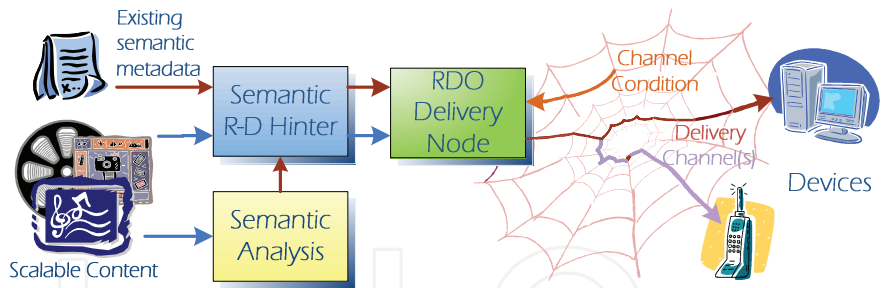 Existing
semantic
metadata
Semantic
R-D Hinter
RDO
Delivery
Node
Channel
Condition
Delivery
Channel(s)
Devices
Semantic
Analysis
Scalable Content